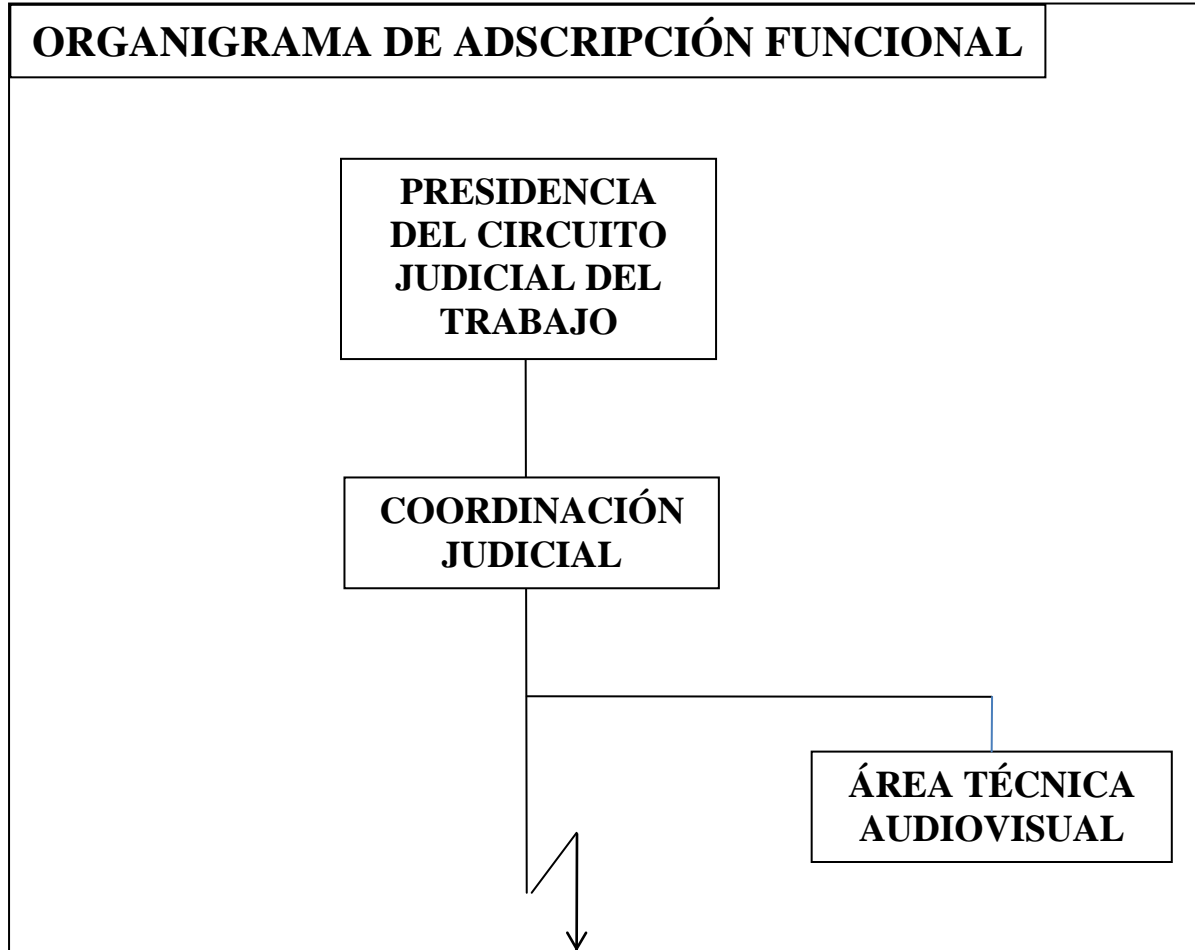 ORGANIGRAMA DE ADSCRIPCIÓN FUNCIONAL
PRESIDENCIA
DEL CIRCUITO
JUDICIAL DEL
TRABAJO
COORDINACIÓN
JUDICIAL
ÁREA TÉCNICA
AUDIOVISUAL